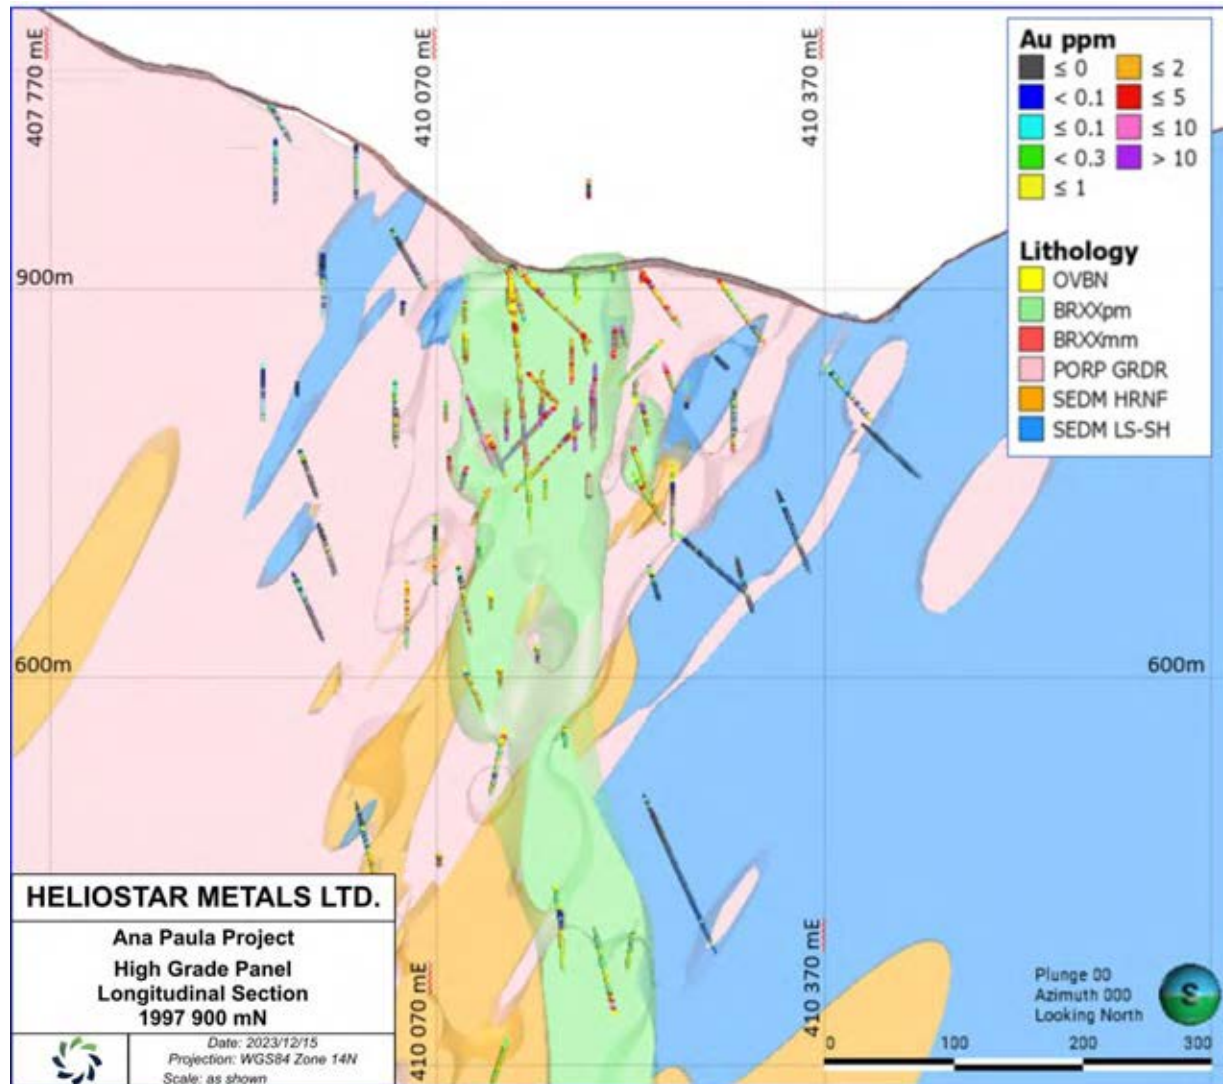 407 770 mE
410 070 mE
410 370 mE
Au ppm
≤ 0
≤ 2
< 0.1
≤ 5
≤ 0.1
≤ 10
< 0.3
> 10
≤ 1
Lithology
OVBN
BRXXpm
BRXXmm
PORP GRDR
SEDM HRNF
SEDM LS-SH
900m
600m
600m
HELIOSTAR METALS LTD.
Ana Paula Project
High Grade Panel
Longitudinal Section
1997 900 mN
Date: 2023/12/15
Projection: WGS84 Zone 14N
Scale: as shown
410 070 mE
410 370 mE
Plunge 00
Azimuth 000
Looking North
S
0
100
200
300